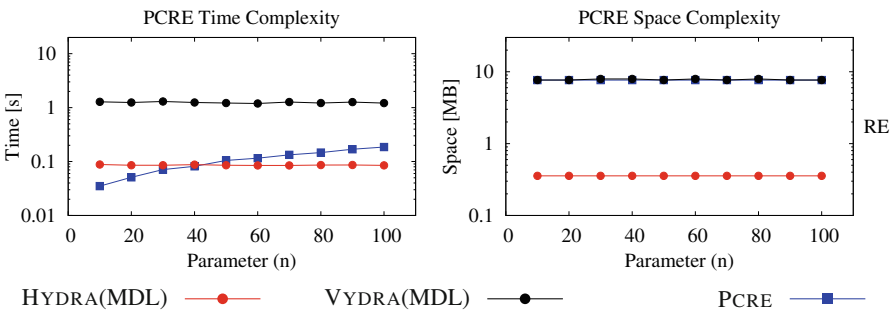 PCRE Time Complexity
Time [s]
10
1
0.1
0.01
0 20 40 60 80 100
Parameter (n)
PCRE Space Complexity
Space [MB]
10
1
0.1
0 20 40 60 80 100
Parameter (n)
RE
HYDRA(MDL) VYDRA(MDL) PCRE